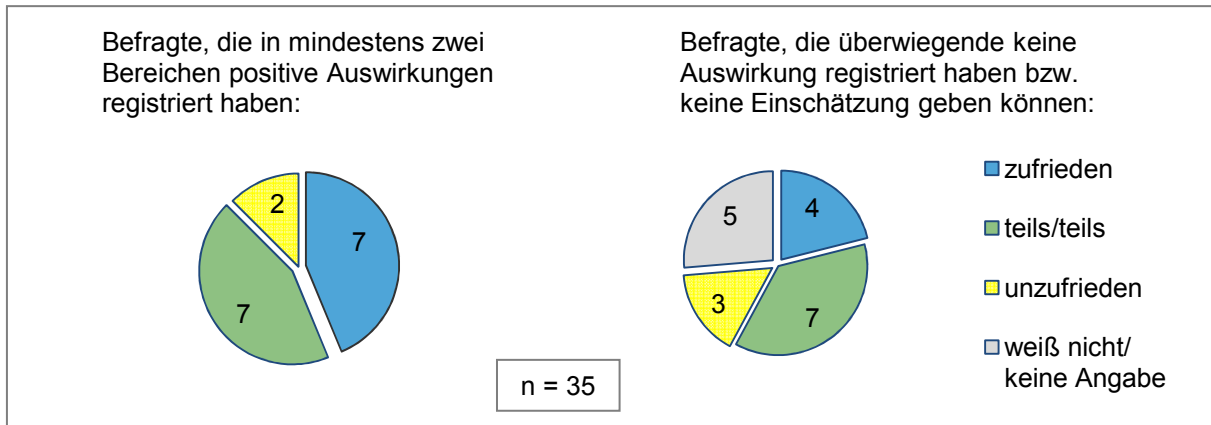 Befragte, die in mindestens zwei
Bereichen positive Auswirkungen
registriert haben:
Befragte, die überwiegende keine
Auswirkung registriert haben bzw.
keine Einschätzung geben können:
2
7
7
5
4
3
7
zufrieden
teils/teils
unzufrieden
weiß nicht/
keine Angabe
n = 35